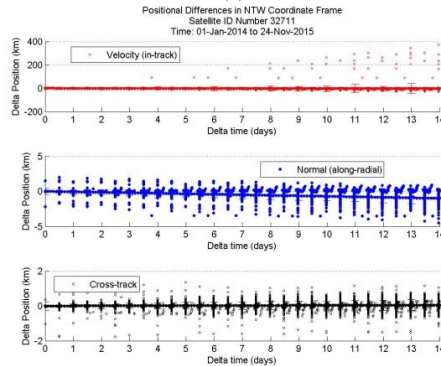 Positional Differences in NTW Coordinate Frame
Satellite ID Number 32711
Time: 01-Jan-2014 to 24-Nov-2015
400
200
0
-200
Delta Position (km)
Velocity (in-track)
0 1 2 3 4 5 6 7 8 9 10 11 12 13 14
Delta time (days)
5
0
-5
Delta Position (km)
Normal (along-radial)
0 1 2 3 4 5 6 7 8 9 10 11 12 13 14
Delta time (days)
2
0
-2
Delta Position (km)
Cross-track
0 1 2 3 4 5 6 7 8 9 10 11 12 13 14
Delta time (days)